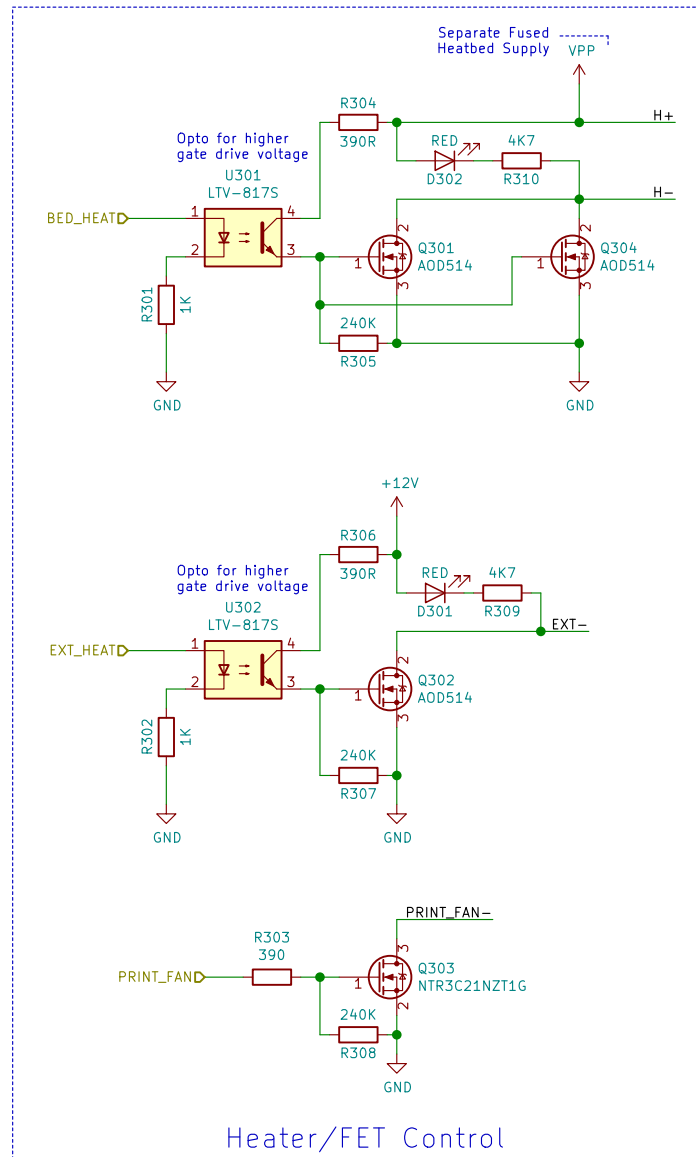 Separate Fused
Heatbed Supply
VPP
R304
390R
H+
Opto for higher
gate drive voltage
RED
4K7
D302
R310
U301
LTV-817S
H-
BED_HEAT
1
4
2
3
2
Q301
AOD514
1
3
2
Q304
AOD514
1
3
R301
1K
240K
R305
GND
GND
+12V
R306
390R
Opto for higher
gate drive voltage
RED
4K7
D301
R309
U302
LTV-817S
EXT-
EXT_HEAT
1
4
2
3
2
Q302
AOD514
1
3
R302
1K
240K
R307
GND
GND
PRINT_FAN-
R303
390
3
Q303
NTR3C21NZT1G
PRINT_FAN
1
2
240K
R308
GND
Heater/FET Control